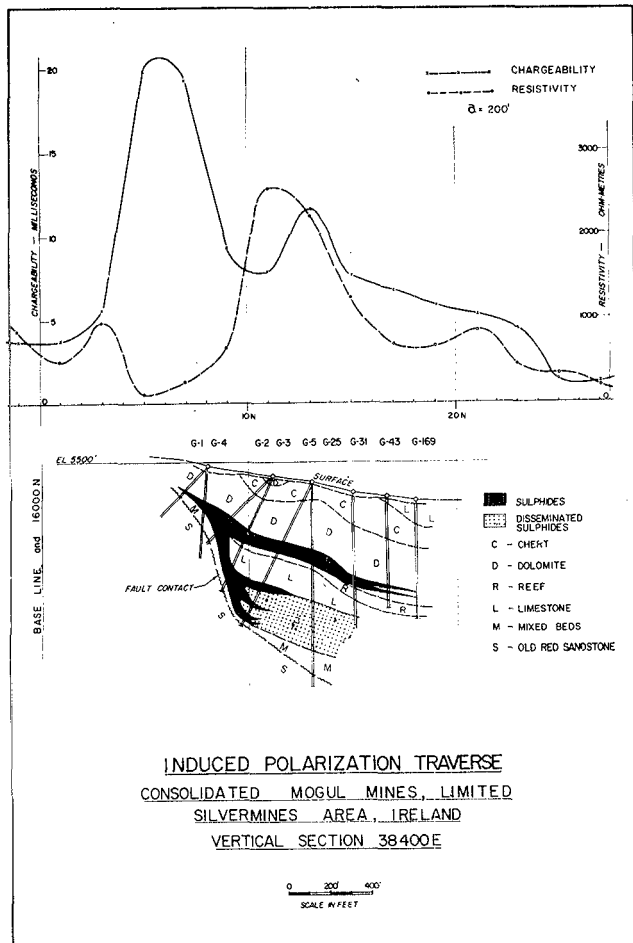 20
15
10
5
0
CHARGEABILITY — MILLISECONDS
CHARGEABILITY
RESISTIVITY
a = 200'
3000
2000
1000
0
RESISTIVITY — OHM-METRES
10N
20N
G-1 G-4 G-2 G-3 G-5 G-25 G-31 G-43 G-169
EL 5500'
SURFACE
BASE LINE, and 16000 N
FAULT CONTACT
D
C
C
C
L
L
D
D
D
D
C
M
S
L
L
L
R
R
S
M
M
S
SULPHIDES
DISSEMINATED
SULPHIDES
C - CHERT
D - DOLOMITE
R - REEF
L - LIMESTONE
M - MIXED BEDS
S - OLD RED SANDSTONE
INDUCED POLARIZATION TRAVERSE
CONSOLIDATED MOGUL MINES, LIMITED
SILVERMINES AREA, IRELAND
VERTICAL SECTION 38400E
0 200' 400'
SCALE IN FEET